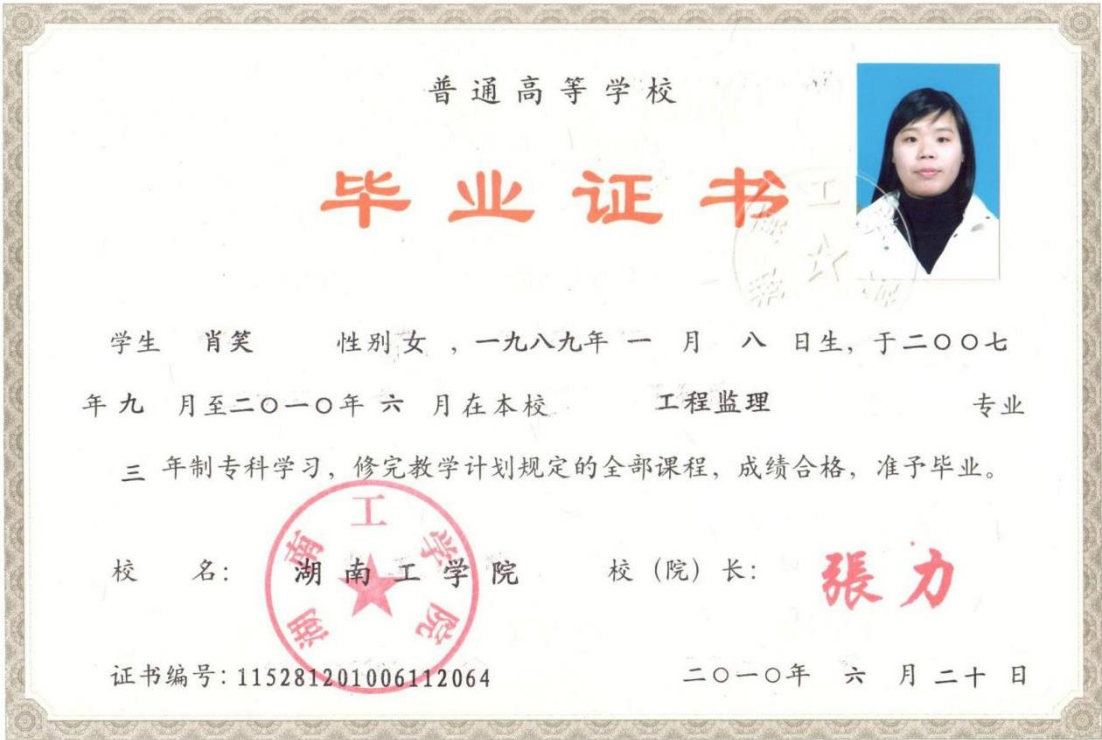 普通高等学校
毕业证书
学生 肖笑 性别 女 ，一九八九年 一 月 八 日生，于二〇〇七
年 九 月至二〇一〇年 六 月在本校 工程监理 专业
三 年制专科学习，修完教学计划规定的全部课程，成绩合格，准予毕业。
校 名： 湖南工学院 校（院）长： 張力
湖南工学院
证书编号：115281201006112064 二〇一〇年 六 月二十 日